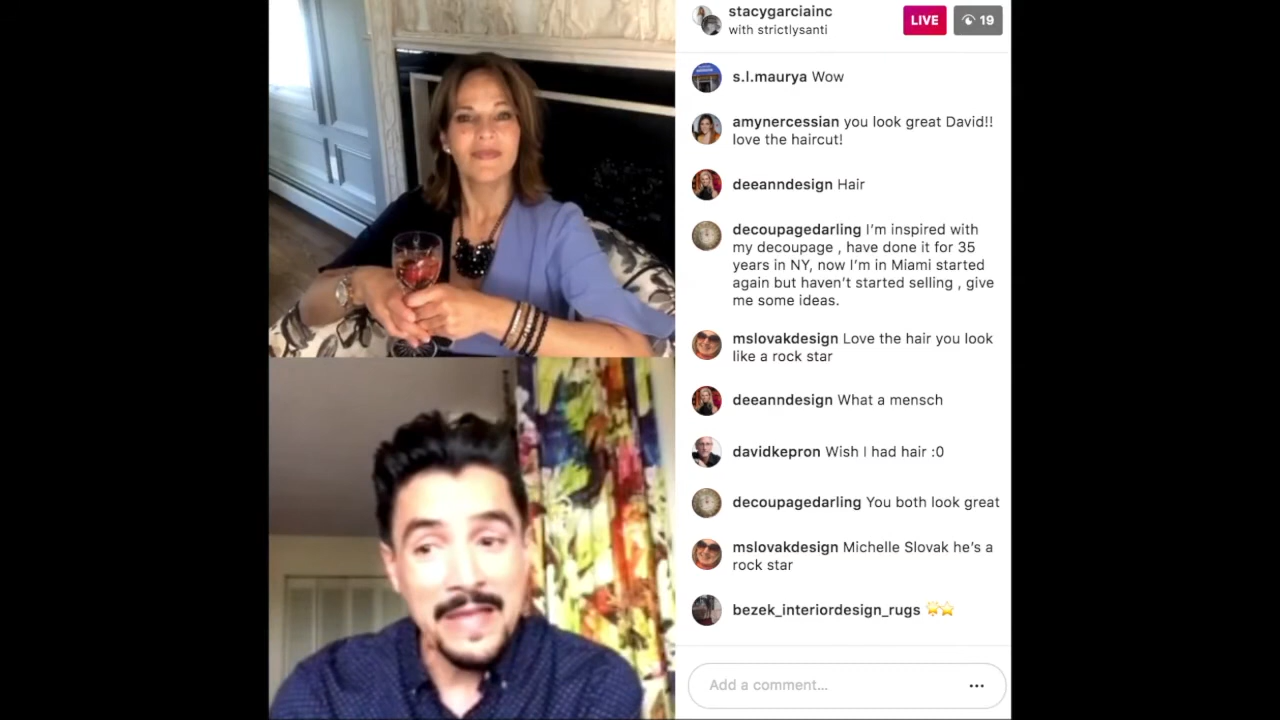 stacygarciainc
with strictlysanti
LIVE
19
s.l.maurya Wow
amynercessian you look great David!!
love the haircut!
deeanndesign Hair
decoupagedarling I'm inspired with
my decoupage , have done it for 35
years in NY, now I'm in Miami started
again but haven't started selling , give
me some ideas.
mslovakdesign Love the hair you look
like a rock star
deeanndesign What a mensch
davidkepron Wish I had hair :0
decoupagedarling You both look great
mslovakdesign Michelle Slovak he's a
rock star
bezek_interiordesign_rugs 🌟⭐
Add a comment...